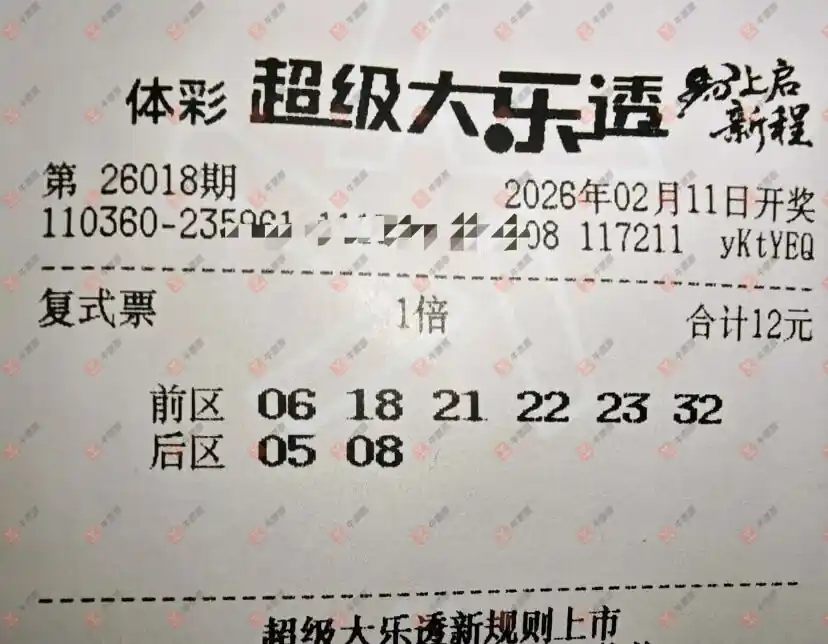 体彩 超级大乐透 马上启新程
第 26018期 2026年02月11日开奖
110360-235961 08 117211 yKtYEQ
复式票 1倍 合计12元
前区 06 18 21 22 23 32
后区 05 08
超级大乐透新规则上市